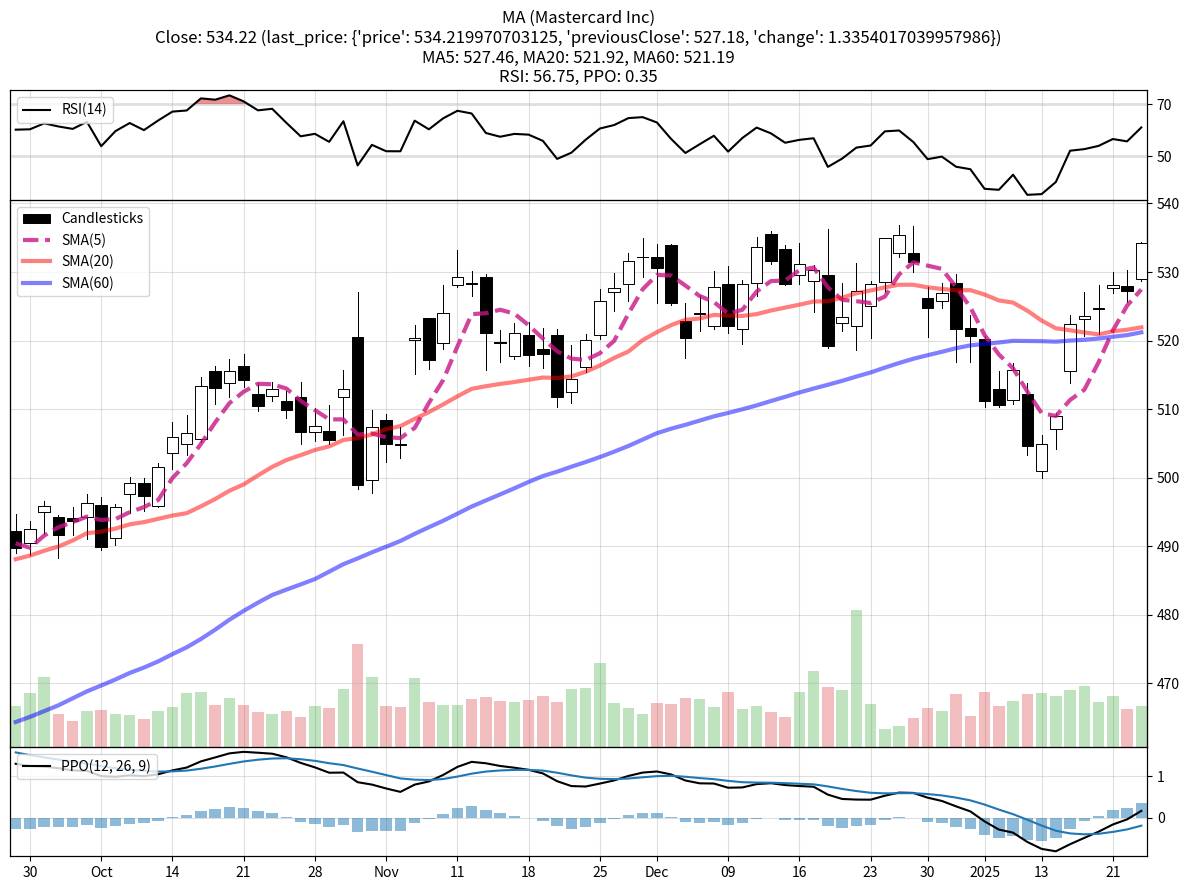 MA (Mastercard Inc)
Close: 534.22 (last_price: {'price': 534.219970703125, 'previousClose': 527.18, 'change': 1.3354017039957986})
MA5: 527.46, MA20: 521.92, MA60: 521.19
RSI: 56.75, PPO: 0.35
RSI(14)
70
50
Candlesticks
SMA(5)
SMA(20)
SMA(60)
540
530
520
510
500
490
480
470
PPO(12, 26, 9)
1
0
30 Oct 14 21 28 Nov 11 18 25 Dec 09 16 23 30 2025 13 21